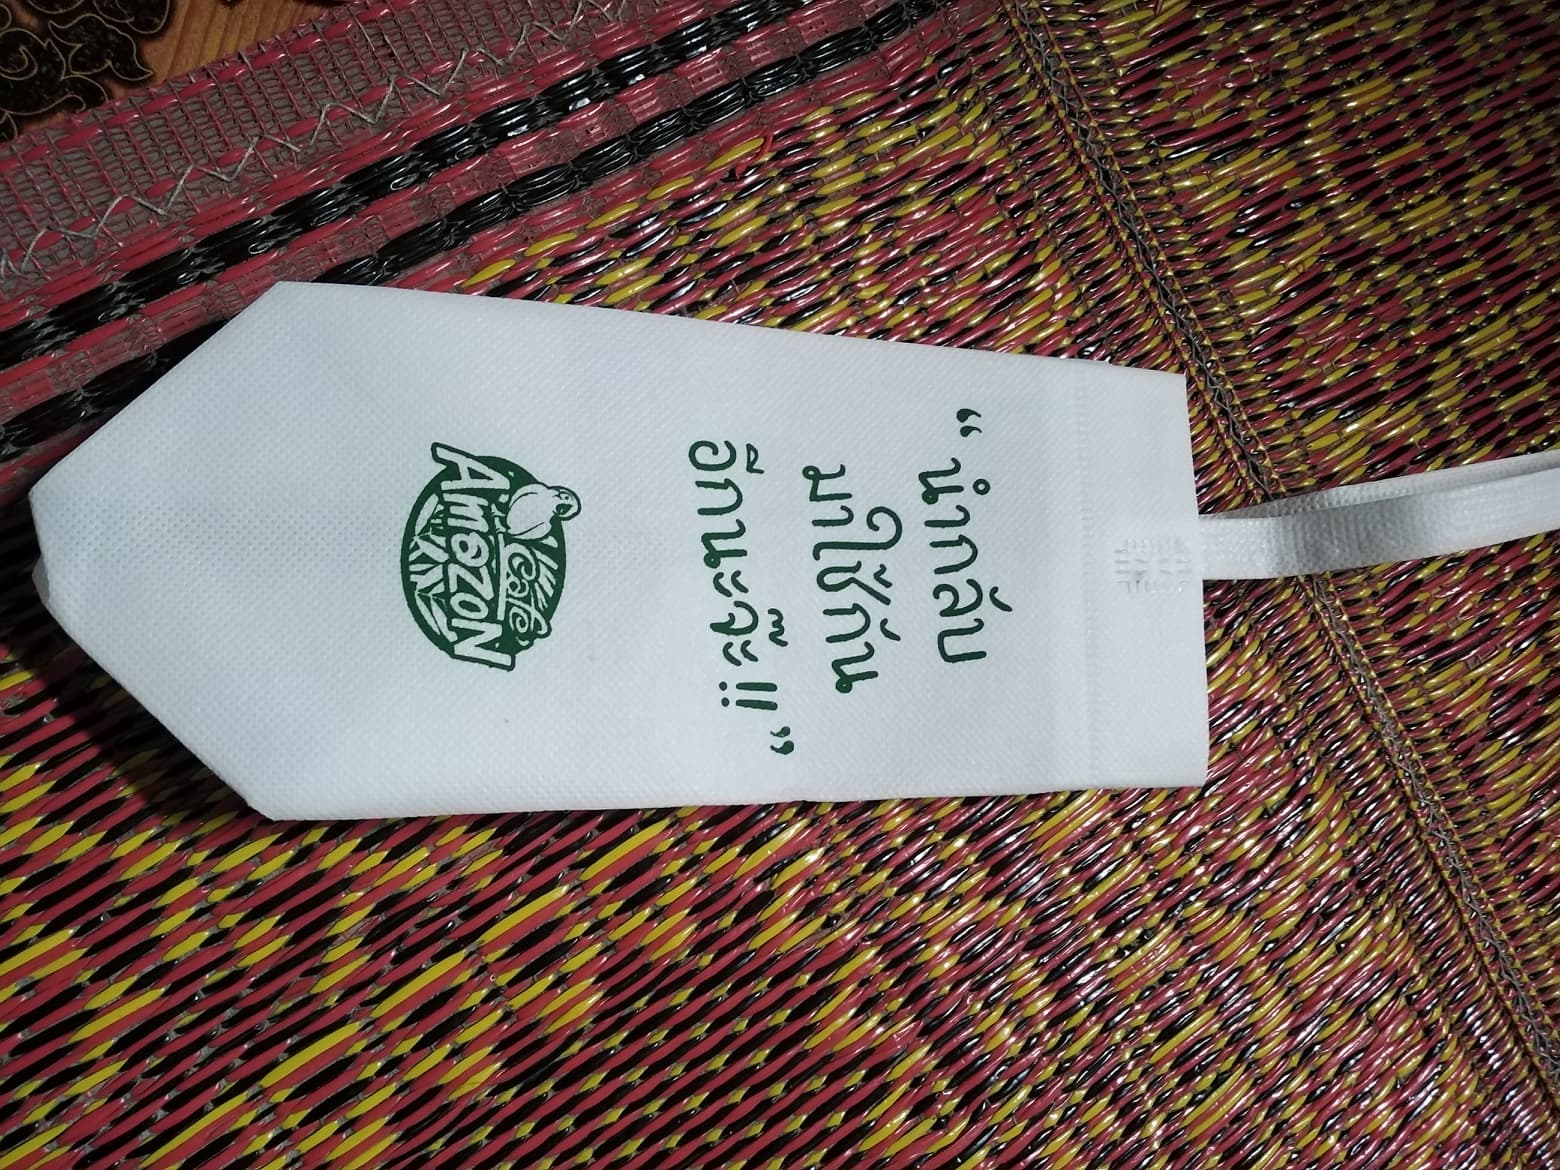 “ นำกลับ
มาใช้กัน
อีกนะจ๊ะ!! ”
Café
AmazoN